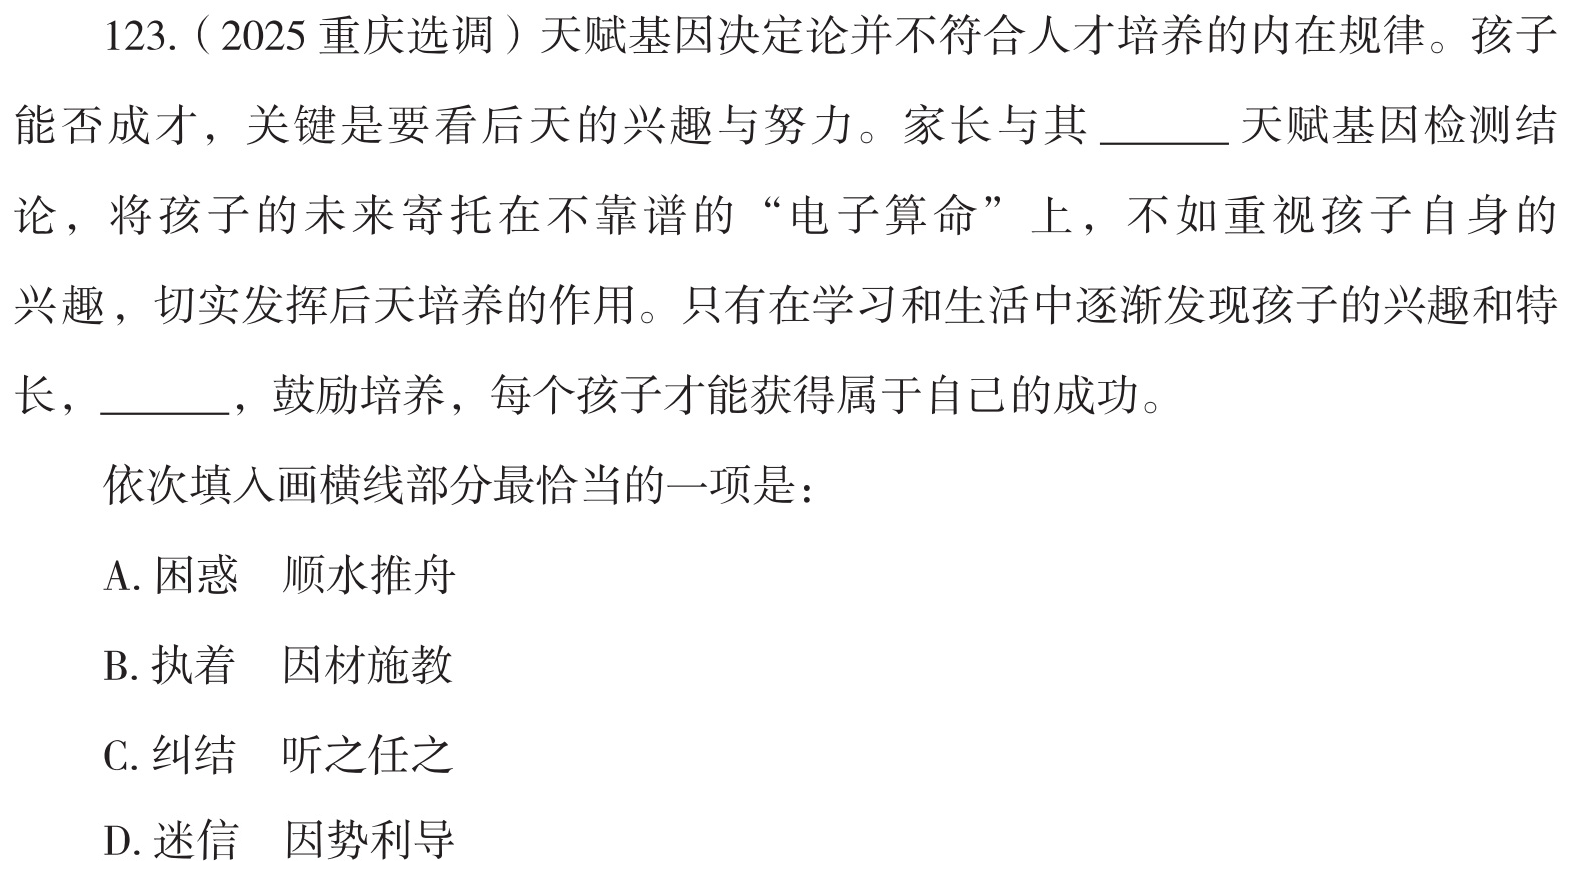 123.（2025 重庆选调）天赋基因决定论并不符合人才培养的内在规律。孩子
能否成才，关键是要看后天的兴趣与努力。家长与其______天赋基因检测结
论，将孩子的未来寄托在不靠谱的“电子算命”上，不如重视孩子自身的
兴趣，切实发挥后天培养的作用。只有在学习和生活中逐渐发现孩子的兴趣和特
长，______，鼓励培养，每个孩子才能获得属于自己的成功。
依次填入画横线部分最恰当的一项是：
A. 困惑　顺水推舟
B. 执着　因材施教
C. 纠结　听之任之
D. 迷信　因势利导